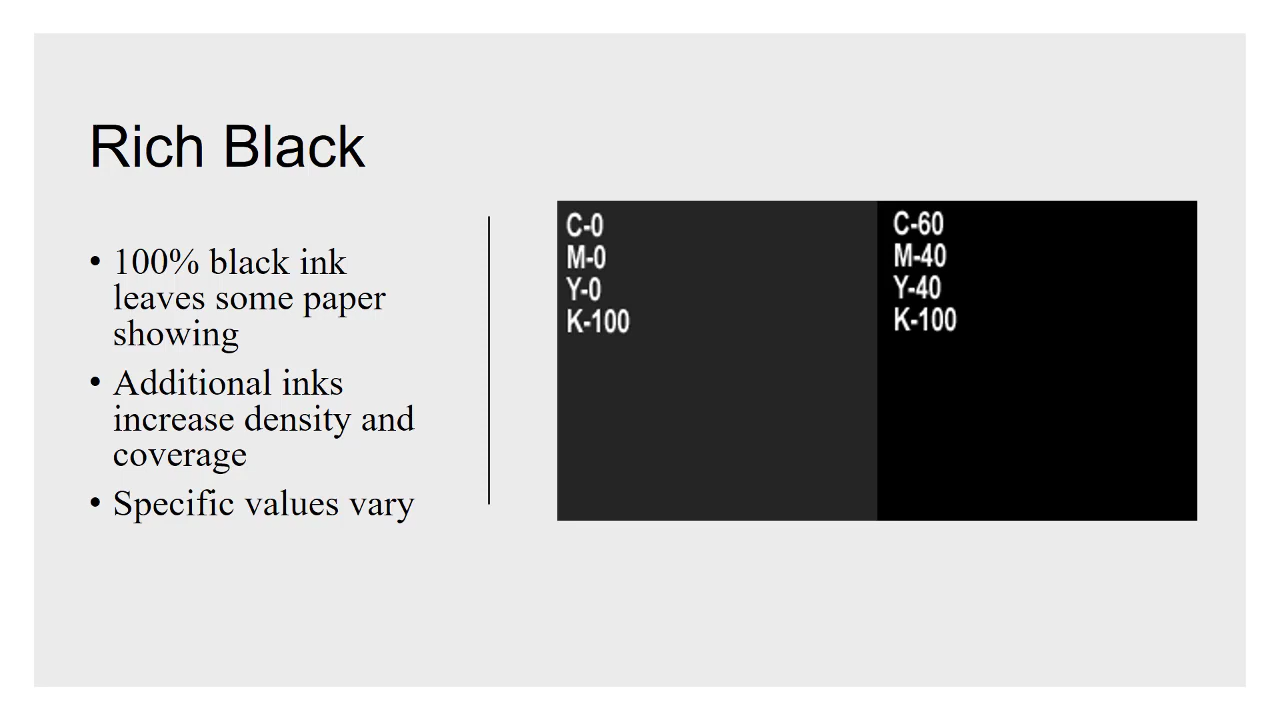 Rich Black
• 100% black ink
leaves some paper
showing
• Additional inks
increase density and
coverage
• Specific values vary
C-0
M-0
Y-0
K-100
C-60
M-40
Y-40
K-100